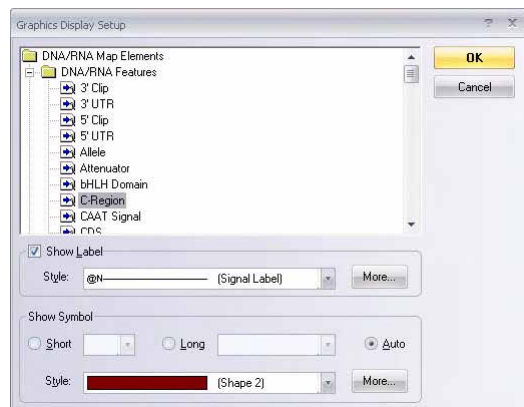 Graphics Display Setup
DNA/RNA Map Elements
DNA/RNA Features
3' Clip
3' UTR
5' Clip
5' UTR
Allele
Attenuator
bHLH Domain
C-Region
CAAT Signal
CDS
OK
Cancel
Show Label
Style: @N (Signal Label) More...
Show Symbol
Short Long Auto
Style: (Shape 2) More...